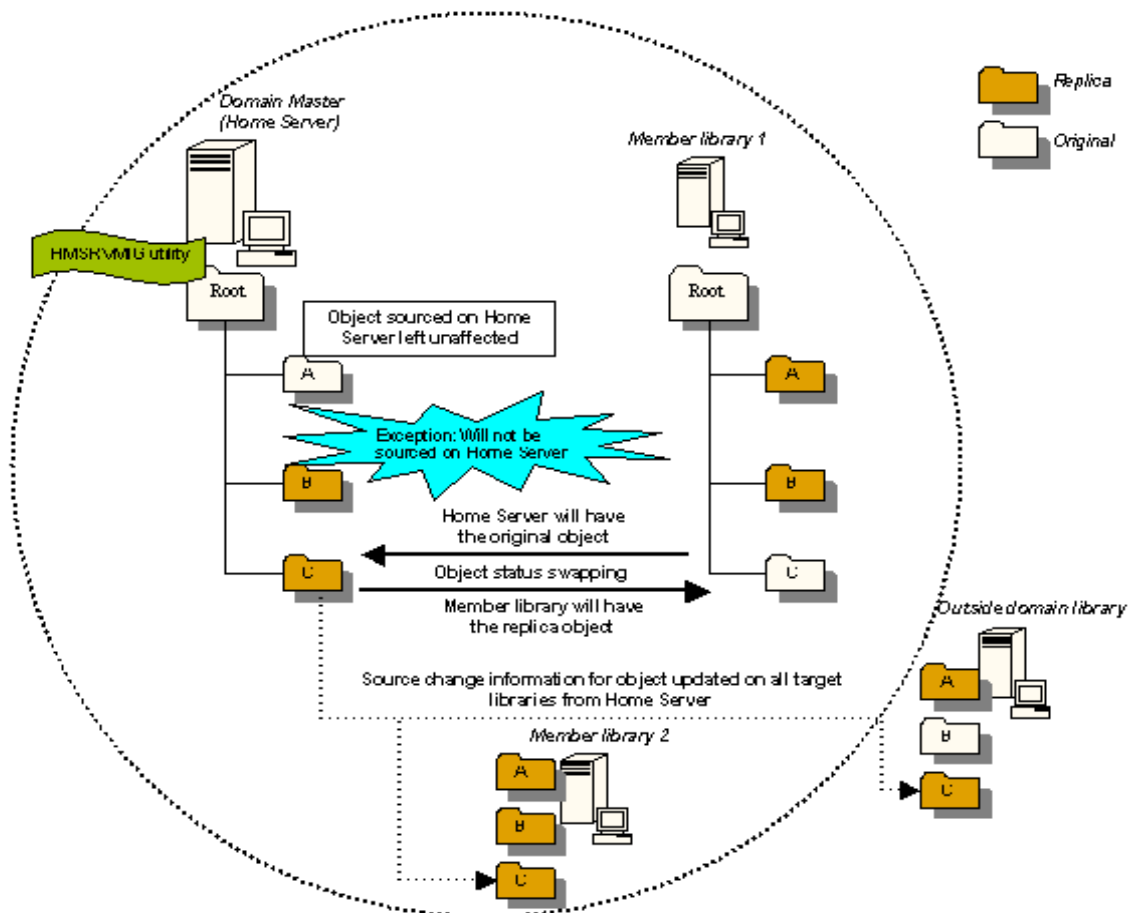 Domain Master
(Home Server)
Member library 1
Replica
Original
HMSRVMIG utility
Root
Root
Object sourced on Home
Server left unaffected
A
A
Exception: Will not be
sourced on Home Server
B
B
Home Server will have
the original object
C
Object status swapping
C
Member library will have
the replica object
Outside domain library
Source change information for object updated on all target
libraries from Home Server
A
Member library 2
B
A
C
B
C